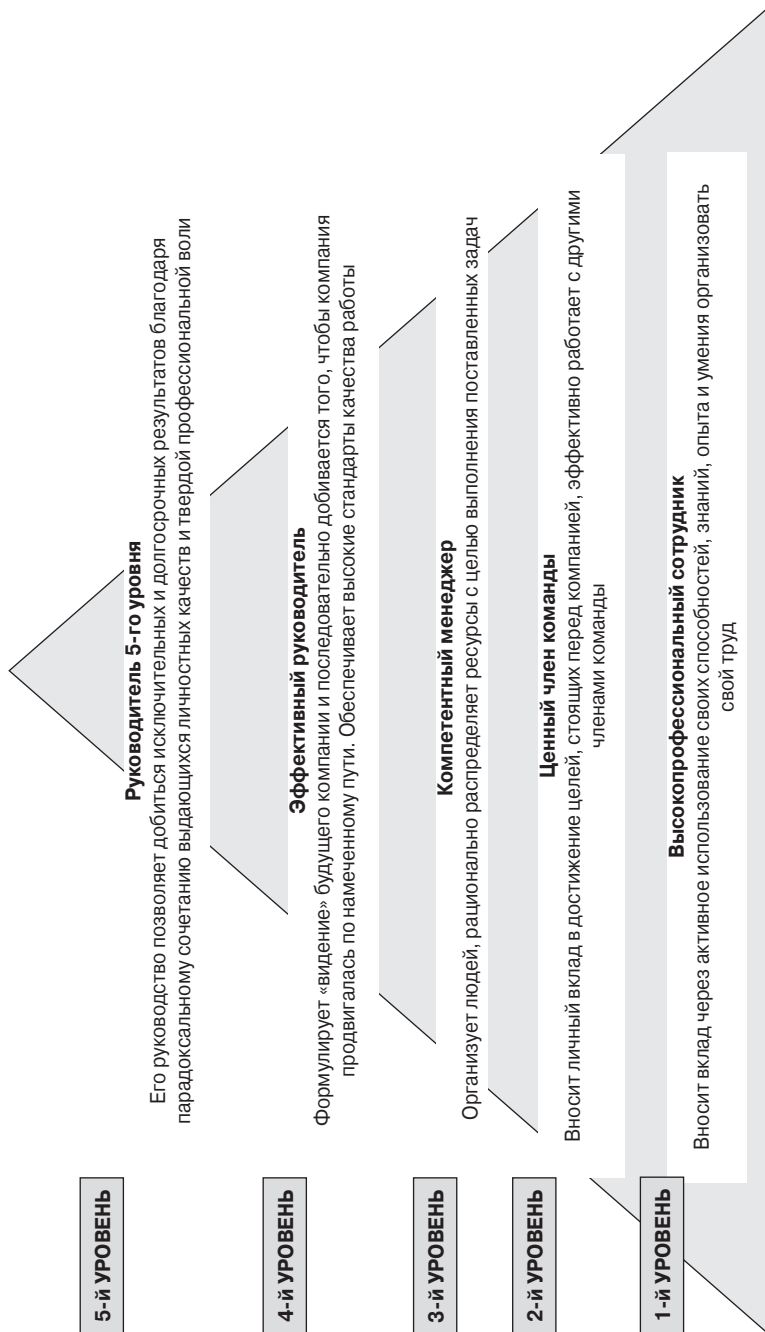 5-й УРОВЕНЬ
Руководитель 5-го уровня
Его руководство позволяет добиться исключительных и долгосрочных результатов благодаря
парадоксальному сочетанию выдающихся личностных качеств и твердой профессиональной воли
4-й УРОВЕНЬ
Эффективный руководитель
Формулирует «видение» будущего компании и последовательно добивается того, чтобы компания
продвигалась по намеченному пути. Обеспечивает высокие стандарты качества работы
3-й УРОВЕНЬ
Компетентный менеджер
Организует людей, рационально распределяет ресурсы с целью выполнения поставленных задач
2-й УРОВЕНЬ
Ценный член команды
Вносит личный вклад в достижение целей, стоящих перед компанией, эффективно работает с другими
членами команды
1-й УРОВЕНЬ
Высокопрофессиональный сотрудник
Вносит вклад через активное использование своих способностей, знаний, опыта и умения организовать
свой труд